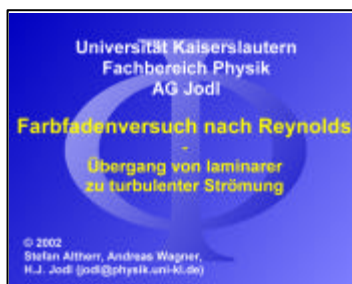 Universität Kaiserslautern
Fachbereich Physik
AG Jodl
Farbfadenversuch nach Reynolds
-
Übergang von laminarer
zu turbulenter Strömung
© 2002
Stefan Altherr, Andreas Wagner,
H.J. Jodl (jodl@physik.uni-kl.de)